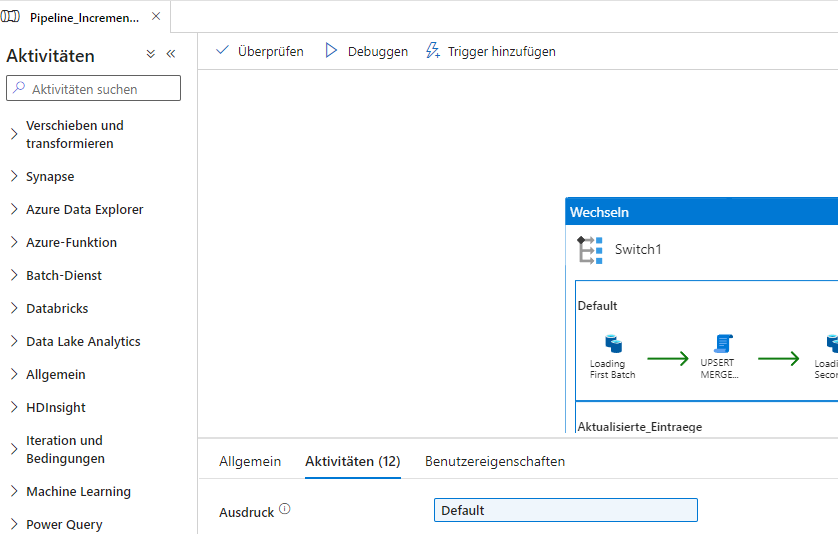 Pipeline_Incremen...
Aktivitäten
Aktivitäten suchen
Verschieben und
transformieren
Synapse
Azure Data Explorer
Azure-Funktion
Batch-Dienst
Databricks
Data Lake Analytics
Allgemein
HDInsight
Iteration und
Bedingungen
Machine Learning
Power Query
Überprüfen
Debuggen
Trigger hinzufügen
Wechseln
Switch1
Default
Loading
First Batch
UPSERT
MERGE...
Loadi
Secon
Aktualisierte_Eintraege
Allgemein
Aktivitäten (12)
Benutzereigenschaften
Ausdruck
Default